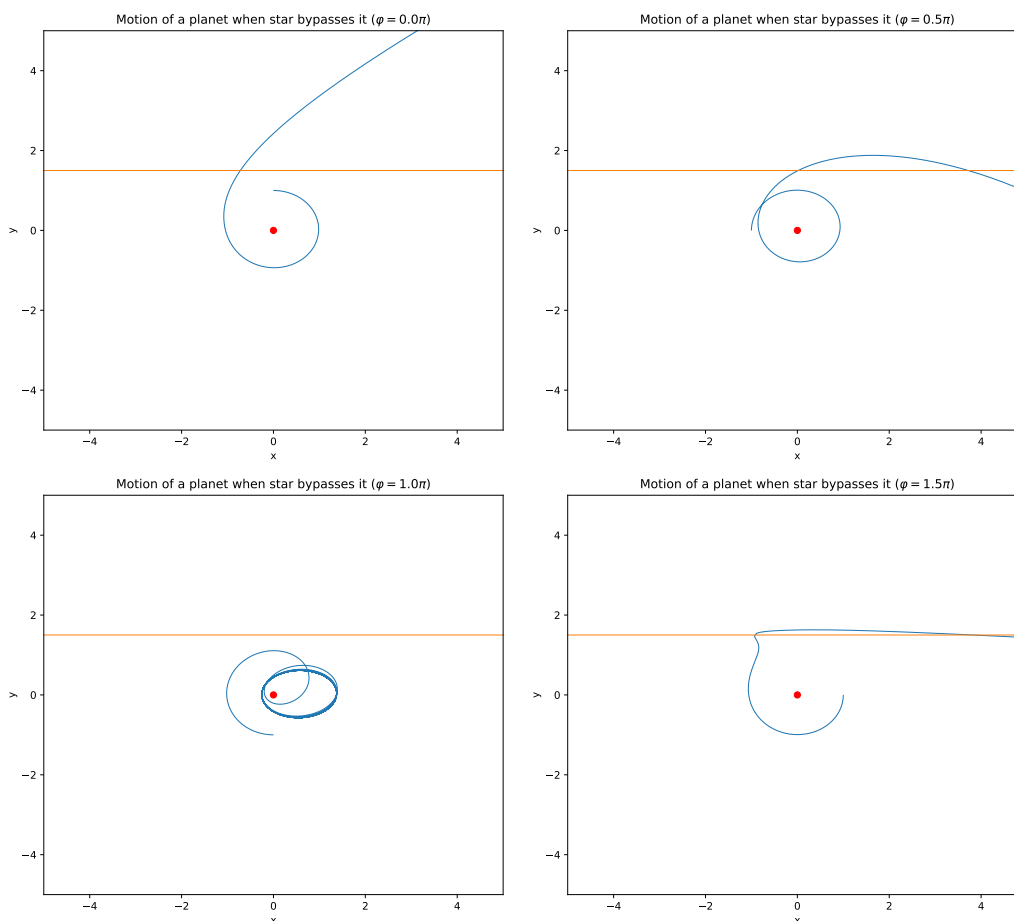 Motion of a planet when star bypasses it (φ = 0.0π)
4
2
0
−2
−4
y
−4 −2 0 2 4
x
Motion of a planet when star bypasses it (φ = 0.5π)
4
2
0
−2
−4
y
−4 −2 0 2 4
x
Motion of a planet when star bypasses it (φ = 1.0π)
4
2
0
−2
−4
y
−4 −2 0 2 4
x
Motion of a planet when star bypasses it (φ = 1.5π)
4
2
0
−2
−4
y
−4 −2 0 2 4
x